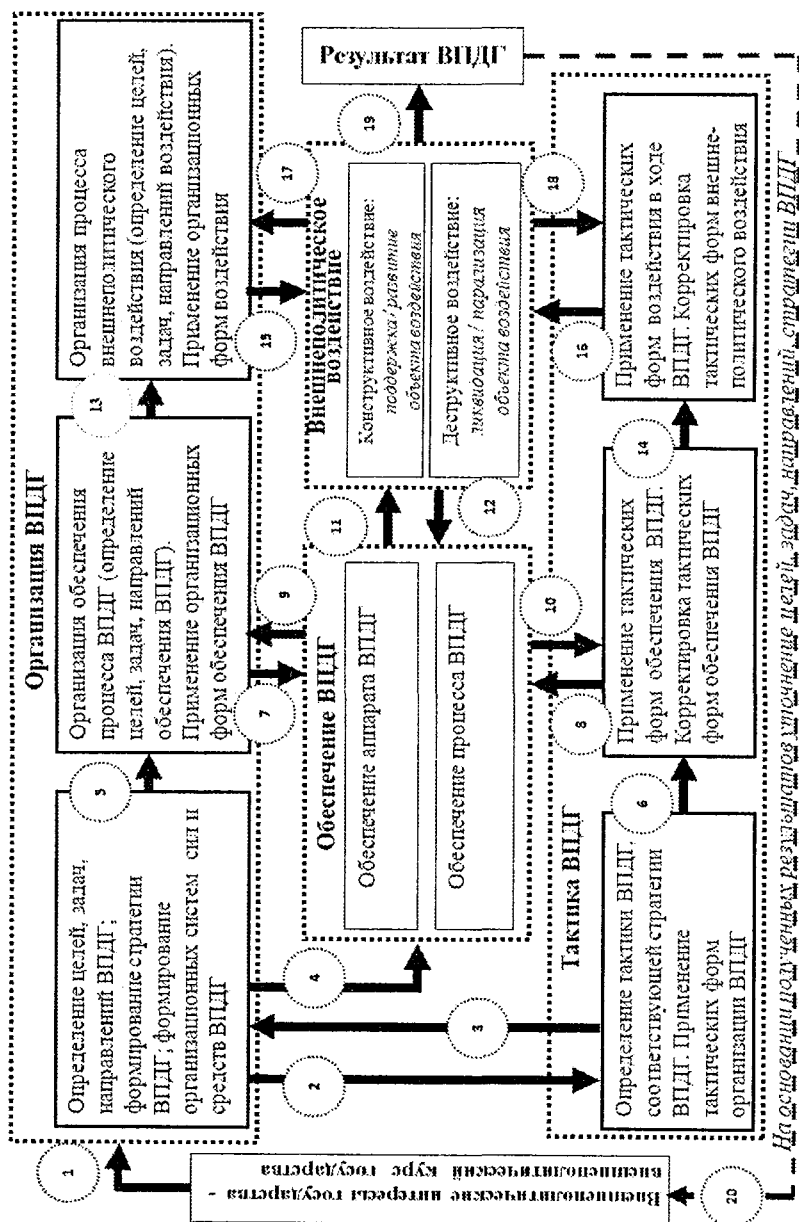 Организация ВПДГ
1
Определение целей, задач,
направлений ВПДГ;
формирование стратегии
ВПДГ; формирование
организационных систем сил и
средств ВПДГ
5
Организация обеспечения
процесса ВПДГ (определение
целей, задач, направлений
обеспечения ВПДГ).
Применение организационных
форм обеспечения ВПДГ
13
Организация процесса
внешнеполитического
воздействия (определение целей,
задач, направлений воздействия).
Применение организационных
форм воздействия
2
3
4
7
9
15
17
Внешнеполитические интересы государства -
внешнеполитический курс государства
Обеспечение ВПДГ
Обеспечение аппарата ВПДГ
Обеспечение процесса ВПДГ
11
12
Внешнеполитическое
воздействие
Конструктивное воздействие:
поддержка/ развитие
объекта воздействия
Деструктивное воздействие:
ликвидация / парализация
объекта воздействия
19
Результат ВПДГ
8
10
16
18
Тактика ВПДГ
Определение тактики ВПДГ,
соответствующей стратегии
ВПДГ. Применение
тактических форм
организации ВПДГ
6
Применение тактических
форм обеспечения ВПДГ.
Корректировка тактических
форм обеспечения ВПДГ
14
Применение тактических
форм воздействия в ходе
ВПДГ. Корректировка
тактических форм внешне-
политического воздействия
20
На основании полученных результатов уточнение целей, задач, направлений, стратегии ВПДГ